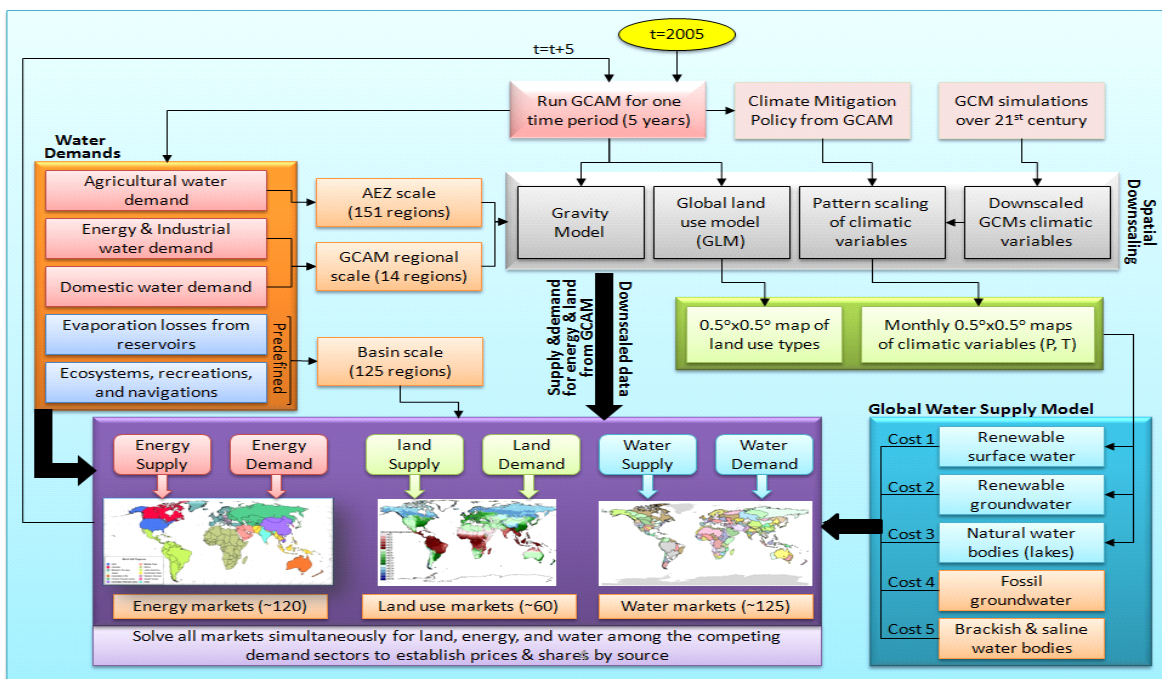 t=2005
t=t+5
Run GCAM for one
time period (5 years)
Climate Mitigation
Policy from GCAM
GCM simulations
over 21st century
Water
Demands
Agricultural water
demand
Energy & Industrial
water demand
Domestic water demand
Evaporation losses from
reservoirs
Ecosystems, recreations,
and navigations
Predefined
AEZ scale
(151 regions)
GCAM regional
scale (14 regions)
Basin scale
(125 regions)
Gravity
Model
Global land
use model
(GLM)
Pattern scaling
of climatic
variables
Downscaled
GCMs climatic
variables
Spatial
Downscaling
Supply &demand
for energy & land
from GCAM
Downscaled data
0.5°x0.5° map of
land use types
Monthly 0.5°x0.5° maps
of climatic variables (P, T)
Global Water Supply Model
Cost 1
Renewable
surface water
Cost 2
Renewable
groundwater
Cost 3
Natural water
bodies (lakes)
Cost 4
Fossil
groundwater
Cost 5
Brackish & saline
water bodies
Energy
Supply
Energy
Demand
land
Supply
Land
Demand
Water
Supply
Water
Demand
Energy markets (~120)
Land use markets (~60)
Water markets (~125)
Solve all markets simultaneously for land, energy, and water among the competing
demand sectors to establish prices & shares by source